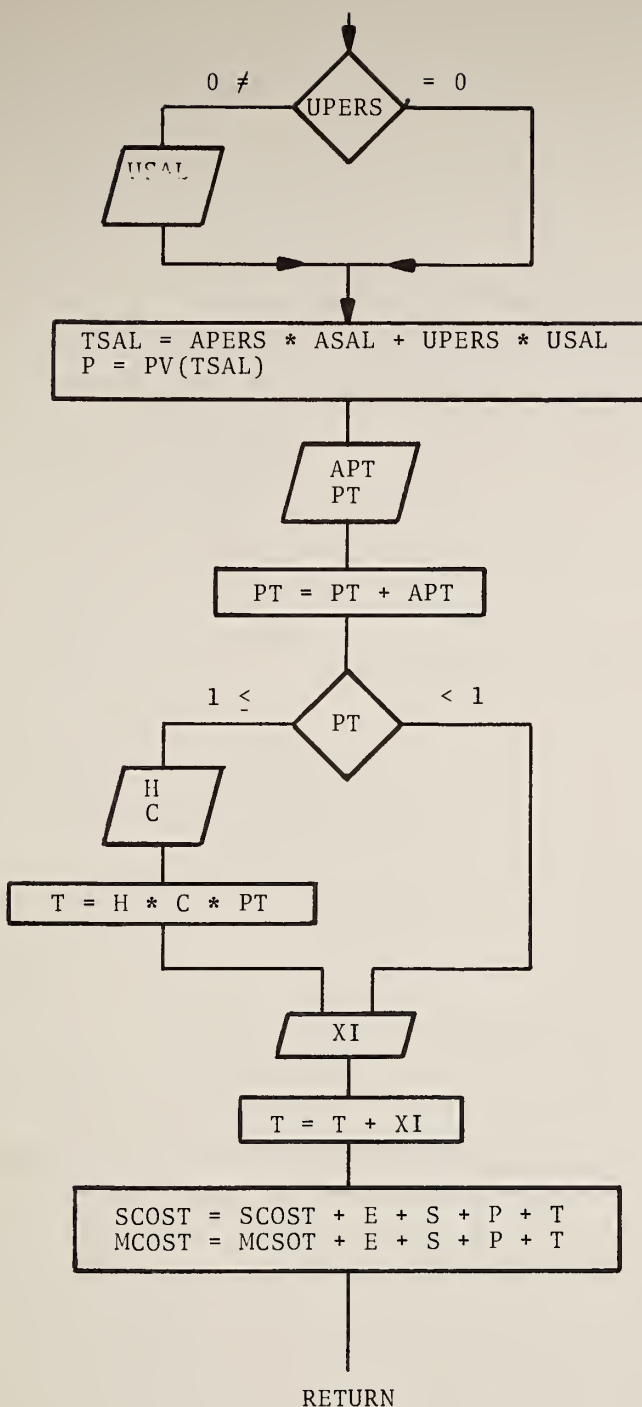 0 ≠
UPERS
= 0
USAL
TSAL = APERS * ASAL + UPERS * USAL
P = PV(TSAL)
APT
PT
PT = PT + APT
1 ≤
PT
< 1
H
C
T = H * C * PT
XI
T = T + XI
SCOST = SCOST + E + S + P + T
MCOST = MCSOT + E + S + P + T
RETURN